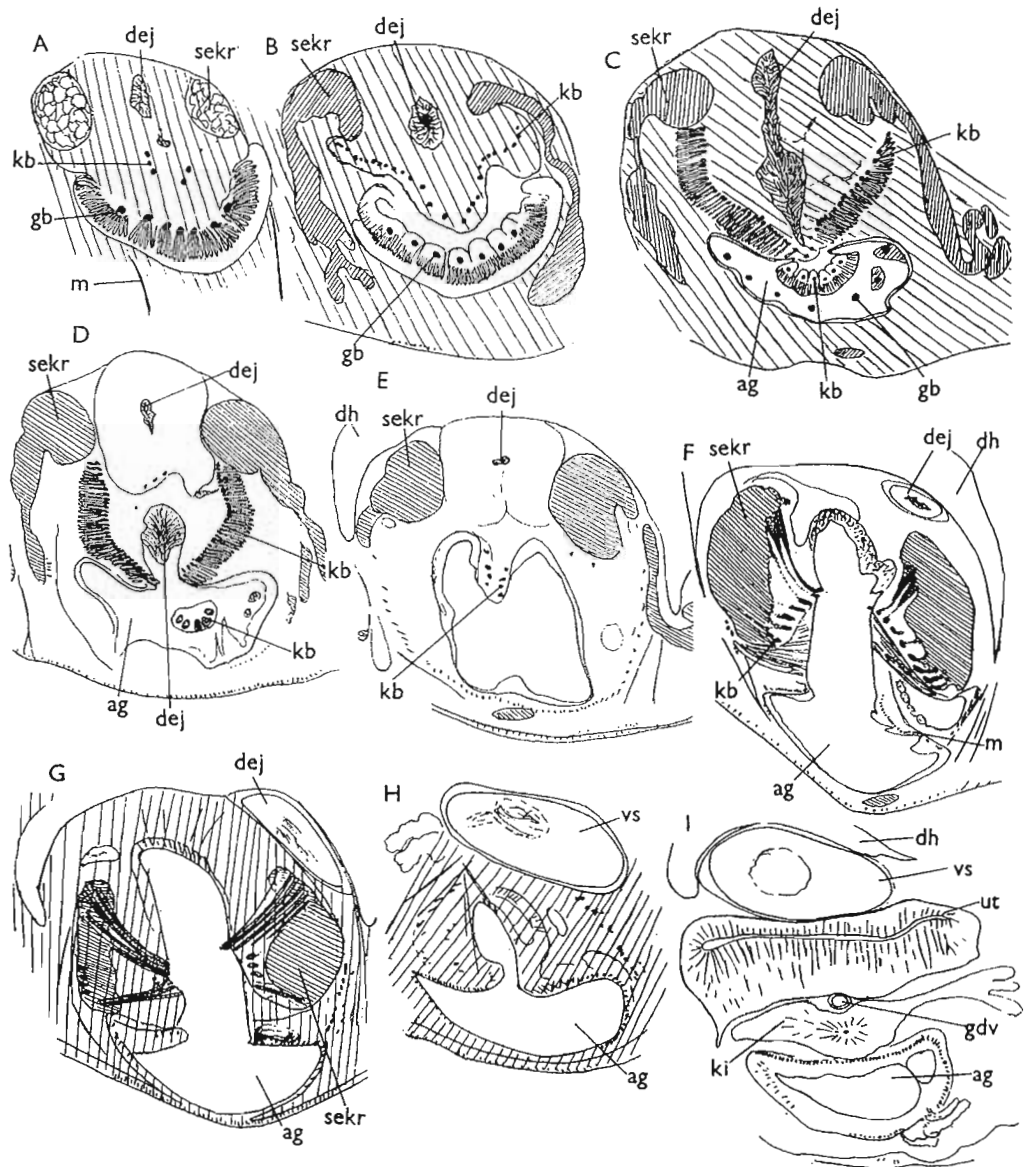 A
dej
sekr
kb
gb
m
B
sekr
dej
kb
gb
C
sekr
dej
kb
ag
kb
gb
D
sekr
dej
kb
kb
ag
dej
E
dh
sekr
dej
kb
F
sekr
dej
dh
kb
m
ag
G
dej
ag
sekr
H
vs
ag
I
dh
vs
ut
gdv
ki
ag